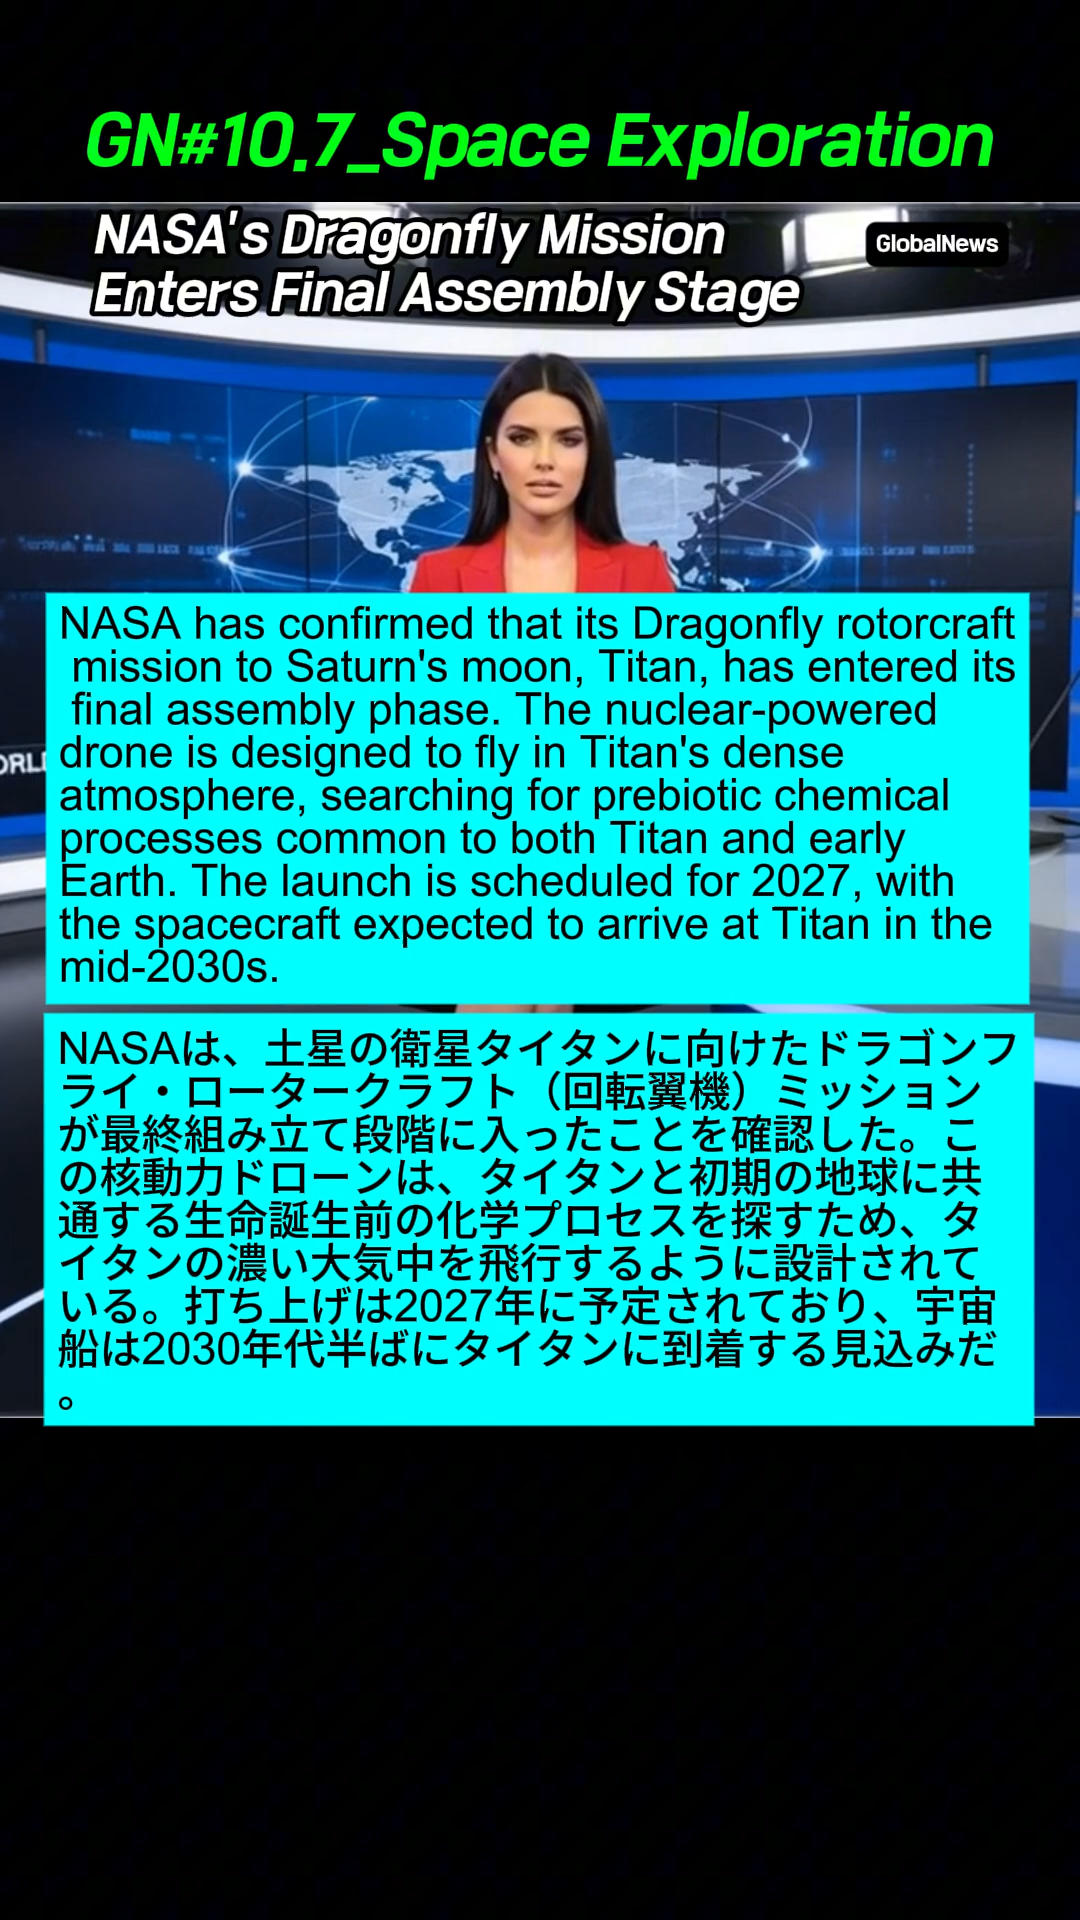 GN#10.7_Space Exploration
NASA's Dragonfly Mission
Enters Final Assembly Stage
GlobalNews
NASA has confirmed that its Dragonfly rotorcraft
mission to Saturn's moon, Titan, has entered its
final assembly phase. The nuclear-powered
drone is designed to fly in Titan's dense
atmosphere, searching for prebiotic chemical
processes common to both Titan and early
Earth. The launch is scheduled for 2027, with
the spacecraft expected to arrive at Titan in the
mid-2030s.
NASAは、土星の衛星タイタンに向けたドラゴンフ
ライ・ロータークラフト（回転翼機）ミッション
が最終組み立て段階に入ったことを確認した。こ
の核動力ドローンは、タイタンと初期の地球に共
通する生命誕生前の化学プロセスを探すため、タ
イタンの濃い大気中を飛行するように設計されて
いる。打ち上げは2027年に予定されており、宇宙
船は2030年代半ばにタイタンに到着する見込みだ
。